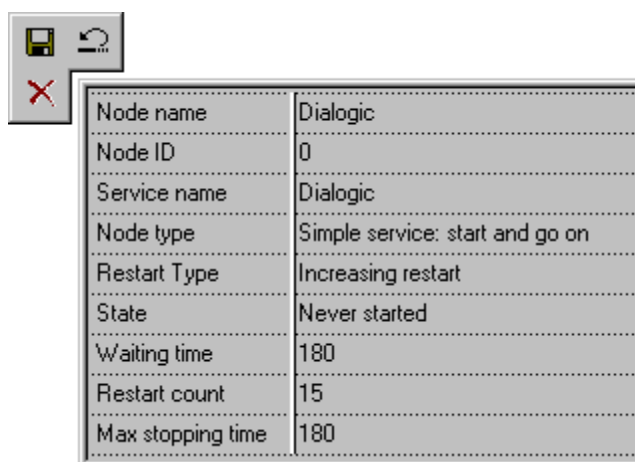 Node name Dialogic
Node ID 0
Service name Dialogic
Node type Simple service: start and go on
Restart Type Increasing restart
State Never started
Waiting time 180
Restart count 15
Max stopping time 180